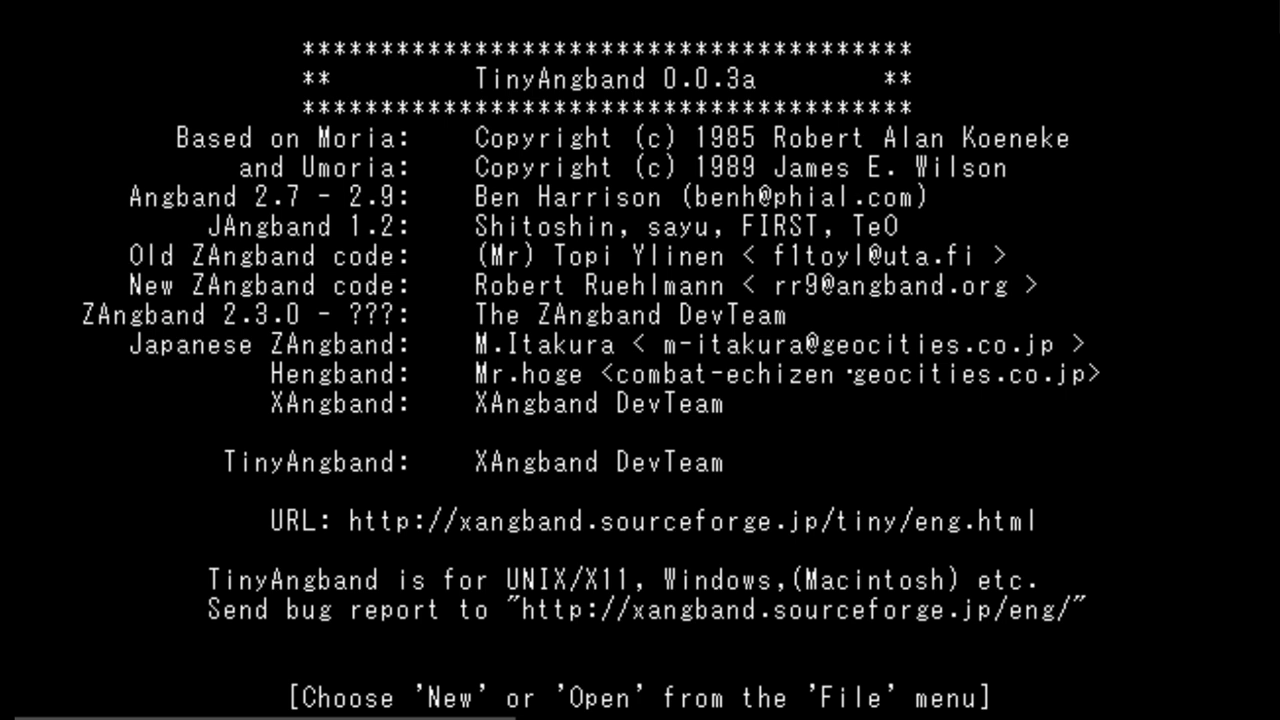 ***************************************
** TinyAngband 0.0.3a **
***************************************
Based on Moria: Copyright (c) 1985 Robert Alan Koeneke
and Umoria: Copyright (c) 1989 James E. Wilson
Angband 2.7 - 2.9: Ben Harrison (benh@phial.com)
JAngband 1.2: Shitoshin, sayu, FIRST, TeO
Old ZAngband code: (Mr) Topi Ylinen < f1toyl@uta.fi >
New ZAngband code: Robert Ruehlmann < rr9@angband.org >
ZAngband 2.3.0 - ???: The ZAngband DevTeam
Japanese ZAngband: M.Itakura < m-itakura@geocities.co.jp >
Hengband: Mr.hoge <combat-echizen·geocities.co.jp>
XAngband: XAngband DevTeam
TinyAngband: XAngband DevTeam
URL: http://xangband.sourceforge.jp/tiny/eng.html
TinyAngband is for UNIX/X11, Windows,(Macintosh) etc.
Send bug report to "http://xangband.sourceforge.jp/eng/"
[Choose 'New' or 'Open' from the 'File' menu]